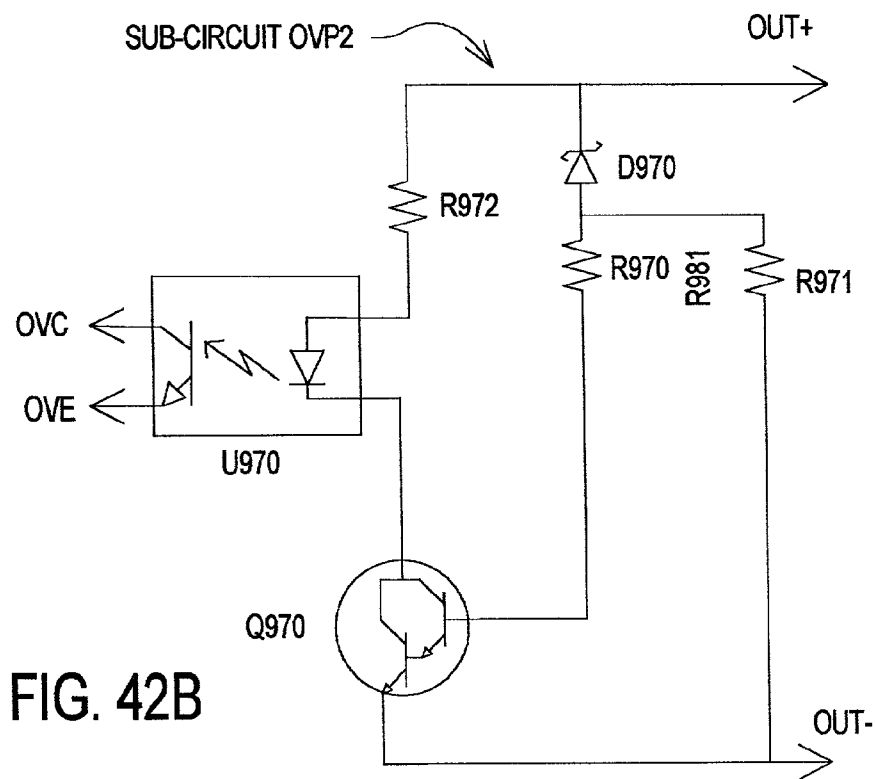 SUB-CIRCUIT OVP2
OUT+
D970
R972
R970
R981
R971
OVC
OVE
U970
Q970
FIG. 42B
OUT-